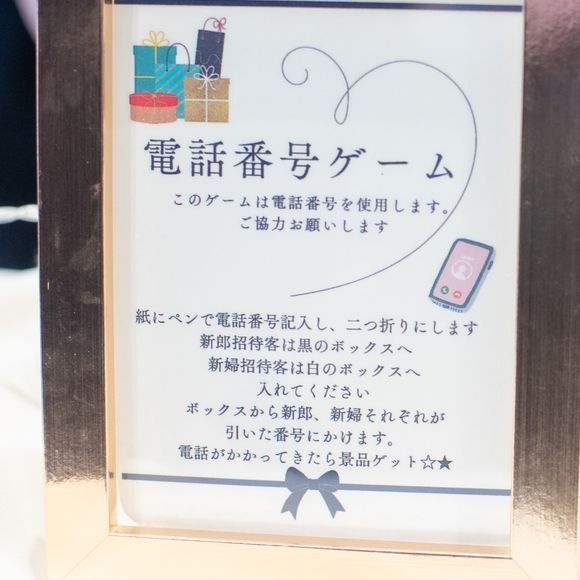 電話番号ゲーム
このゲームは電話番号を使用します。
ご協力お願いします
紙にペンで電話番号記入し、二つ折りにします
新郎招待客は黒のボックスへ
新婦招待客は白のボックスへ
入れてください
ボックスから新郎、新婦それぞれが
引いた番号にかけます。
電話がかかってきたら景品ゲット☆★